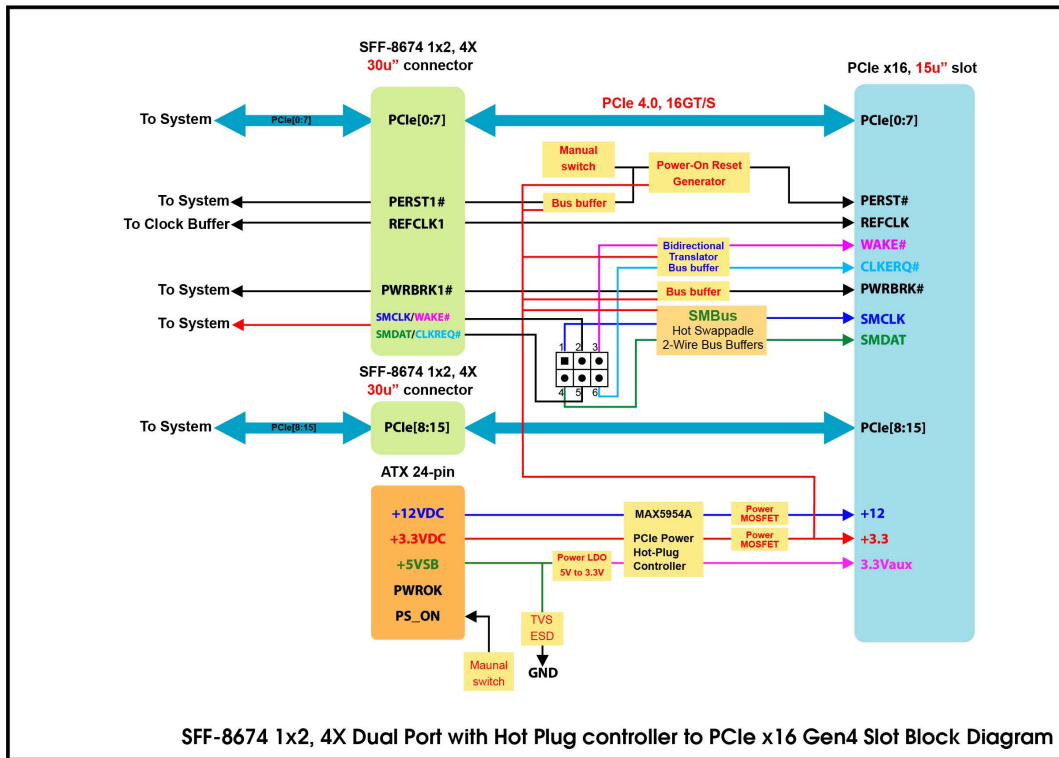 SFF-8674 1x2, 4X
30u” connector
PCIe x16, 15u” slot
To System
PCIe[0:7]
PCIe[0:7]
PCIe 4.0, 16GT/S
PCIe[0:7]
Manual
switch
Power-On Reset
Generator
To System
PERST1#
Bus buffer
PERST#
To Clock Buffer
REFCLK1
REFCLK
Bidirectional
Translator
Bus buffer
WAKE#
CLKERQ#
To System
PWRBRK1#
Bus buffer
PWRBRK#
To System
SMCLK/WAKE#
SMDAT/CLKREQ#
SMBus
Hot Swappadle
2-Wire Bus Buffers
SMCLK
SMDAT
1 2 3
4 5 6
SFF-8674 1x2, 4X
30u” connector
To System
PCIe[8:15]
PCIe[8:15]
PCIe[8:15]
ATX 24-pin
+12VDC
+3.3VDC
+5VSB
PWROK
PS_ON
Power LDO
5V to 3.3V
MAX5954A
PCIe Power
Hot-Plug
Controller
Power
MOSFET
Power
MOSFET
+12
+3.3
3.3Vaux
TVS
ESD
GND
Maunal
switch
SFF-8674 1x2, 4X Dual Port with Hot Plug controller to PCIe x16 Gen4 Slot Block Diagram